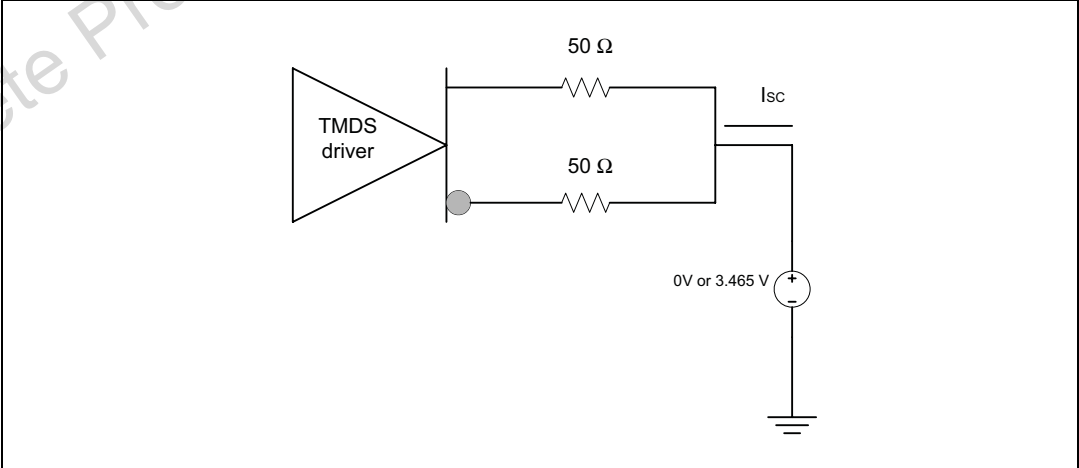 50 Ω
Isc
TMDS
driver
50 Ω
0V or 3.465 V
+
−